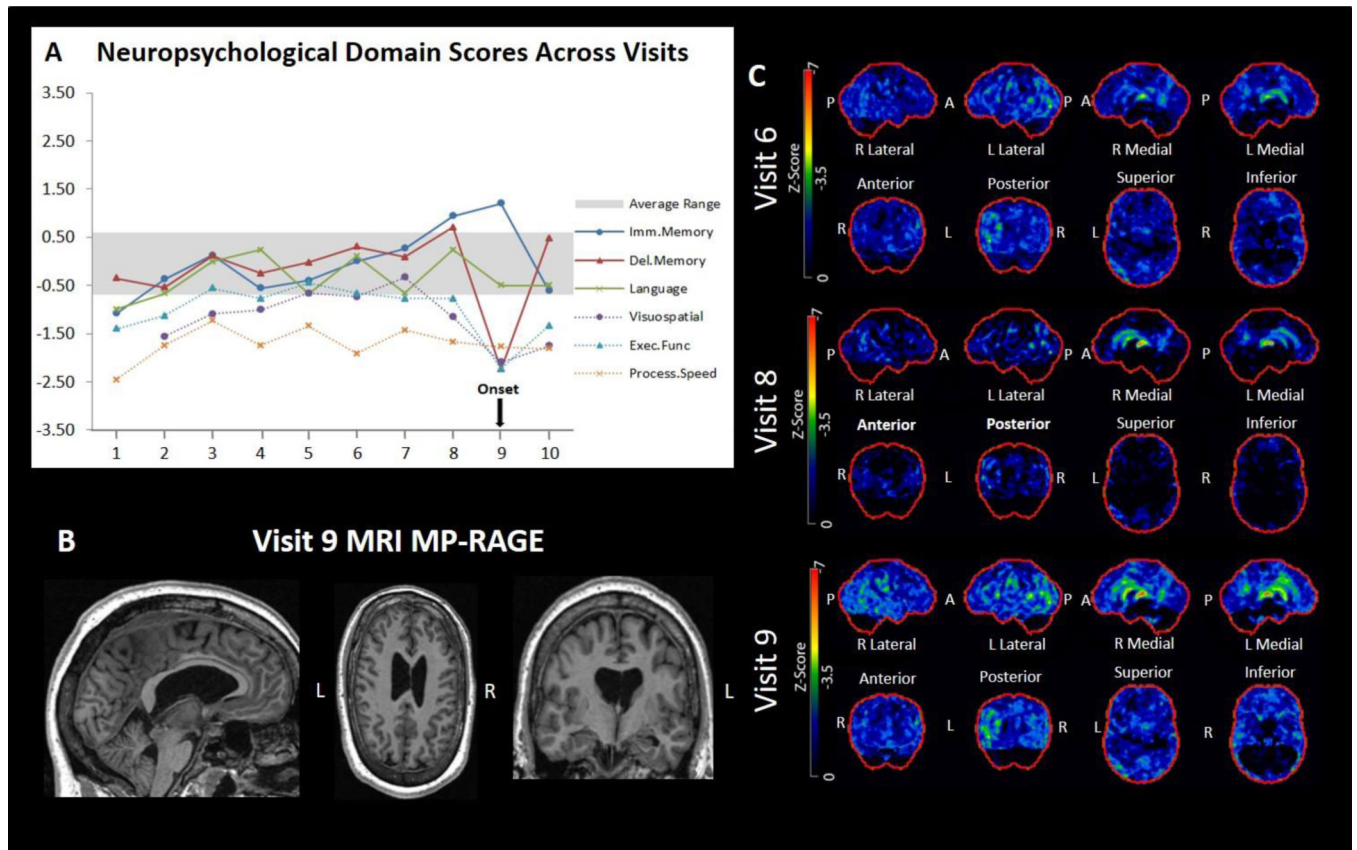 A Neuropsychological Domain Scores Across Visits
3.50
2.50
1.50
0.50
-0.50
-1.50
-2.50
-3.50
1 2 3 4 5 6 7 8 9 10
Onset
Average Range
Imm.Memory
Del.Memory
Language
Visuospatial
Exec.Func
Process.Speed
B Visit 9 MRI MP-RAGE
L R L
C
Visit 6
Z-Score
-7
-3.5
0
P A P A P
R Lateral L Lateral R Medial L Medial
Anterior Posterior Superior Inferior
R L R L R
Visit 8
Z-Score
-7
-3.5
0
P A P A P
R Lateral L Lateral R Medial L Medial
Anterior Posterior Superior Inferior
R L R L R
Visit 9
Z-Score
-7
-3.5
0
P A P A P
R Lateral L Lateral R Medial L Medial
Anterior Posterior Superior Inferior
R L R L R